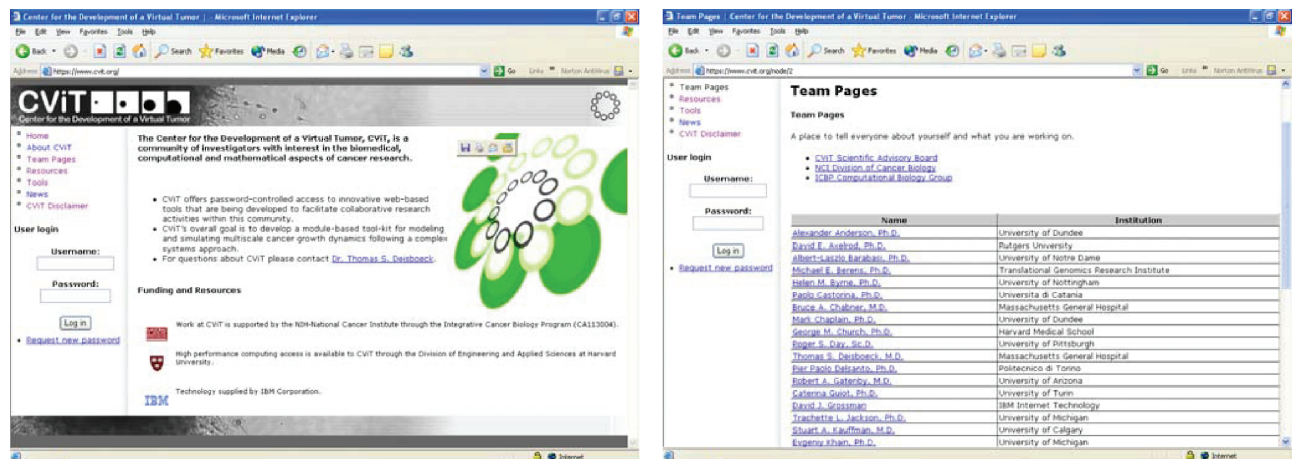 Center for the Development of a Virtual Tumor | - Microsoft Internet Explorer
File Edit View Favorites Tools Help
Back Search Favorites Media
Address https://www.cvit.org/ Go Links Norton AntiVirus
CViT
Center for the Development of a Virtual Tumor
Home
About CViT
Team Pages
Resources
Tools
News
CViT Disclaimer
User login
Username:
Password:
Log in
Request new password
The Center for the Development of a Virtual Tumor, CViT, is a
community of investigators with interest in the biomedical,
computational and mathematical aspects of cancer research.
CViT offers password-controlled access to innovative web-based
tools that are being developed to facilitate collaborative research
activities within this community.
CViT's overall goal is to develop a module-based tool-kit for modeling
and simulating multiscale cancer growth dynamics following a complex
systems approach.
For questions about CViT please contact Dr. Thomas S. Deisboeck.
Funding and Resources
Work at CViT is supported by the NIH-National Cancer Institute through the Integrative Cancer Biology Program (CA113004).
High performance computing access is available to CViT through the Division of Engineering and Applied Sciences at Harvard
University.
IBM Technology supplied by IBM Corporation.
Internet
Team Pages | Center for the Development of a Virtual Tumor - Microsoft Internet Explorer
File Edit View Favorites Tools Help
Back Search Favorites Media
Address https://www.cvit.org/node/2 Go Links Norton AntiVirus
Team Pages
Resources
Tools
News
CViT Disclaimer
User login
Username:
Password:
Log in
Request new password
Team Pages
Team Pages
A place to tell everyone about yourself and what you are working on.
CViT Scientific Advisory Board
NCI Division of Cancer Biology
ICBP Computational Biology Group
Name Institution
Alexander Anderson, Ph.D. University of Dundee
David E. Axelrod, Ph.D. Rutgers University
Albert-Laszlo Barabasi, Ph.D. University of Notre Dame
Michael E. Berens, Ph.D. Translational Genomics Research Institute
Helen M. Byrne, Ph.D. University of Nottingham
Paolo Castorina, Ph.D. Universita di Catania
Bruce A. Chabner, M.D. Massachusetts General Hospital
Mark Chaplain, Ph.D. University of Dundee
George M. Church, Ph.D. Harvard Medical School
Roger S. Day, Sc.D. University of Pittsburgh
Thomas S. Deisboeck, M.D. Massachusetts General Hospital
Pier Paolo Delsanto, Ph.D. Politecnico di Torino
Robert A. Gatenby, M.D. University of Arizona
Caterina Guiot, Ph.D. University of Turin
David J. Grossman IBM Internet Technology
Trachette L. Jackson, Ph.D. University of Michigan
Stuart A. Kauffman, M.D. University of Calgary
Evgeniy Khain, Ph.D. University of Michigan
Internet